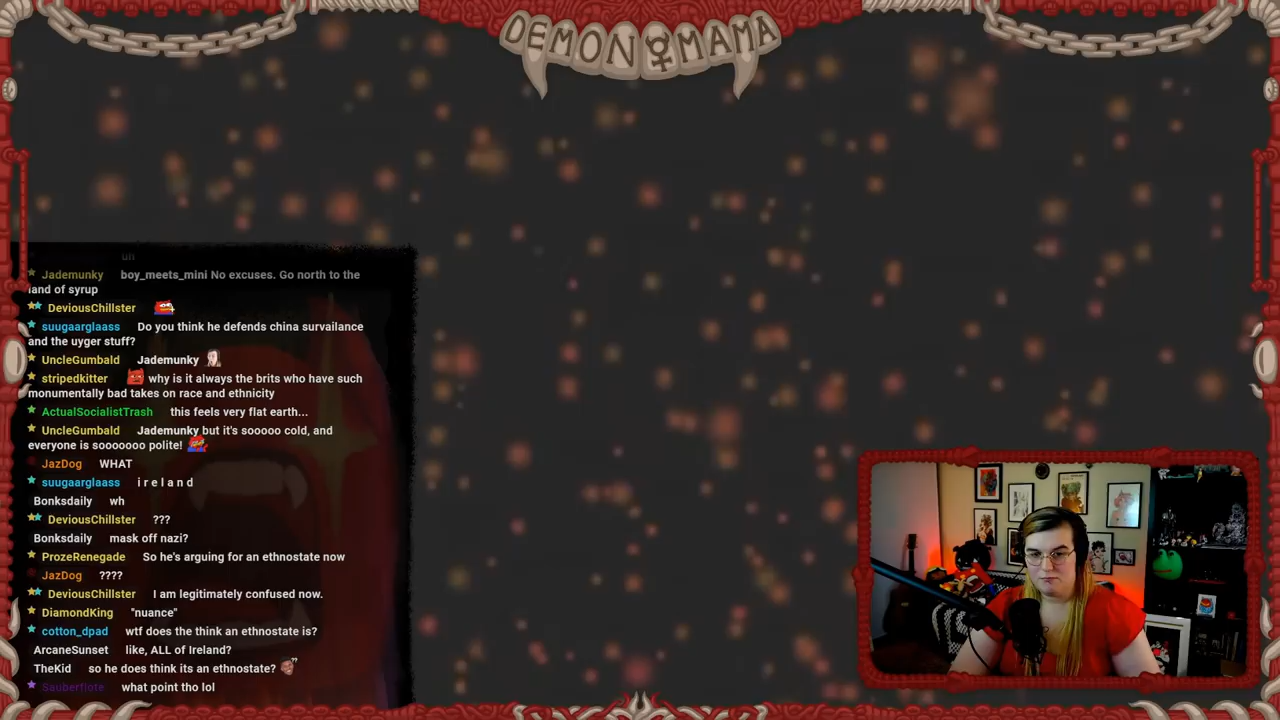 DEMON MAMA
un
Jademunky boy_meets_mini No excuses. Go north to the
land of syrup
DeviousChillster
suugaarglaass Do you think he defends china survailance
and the uyger stuff?
UncleGumbald Jademunky
stripedkitter why is it always the brits who have such
monumentally bad takes on race and ethnicity
ActualSocialistTrash this feels very flat earth...
UncleGumbald Jademunky but it's sooooo cold, and
everyone is sooooooo polite!
JazDog WHAT
suugaarglaass i r e l a n d
Bonksdaily wh
DeviousChillster ???
Bonksdaily mask off nazi?
ProzeRenegade So he's arguing for an ethnostate now
JazDog ????
DeviousChillster I am legitimately confused now.
DiamondKing "nuance"
cotton_dpad wtf does the think an ethnostate is?
ArcaneSunset like, ALL of Ireland?
TheKid so he does think its an ethnostate?
Sauberflote what point tho lol